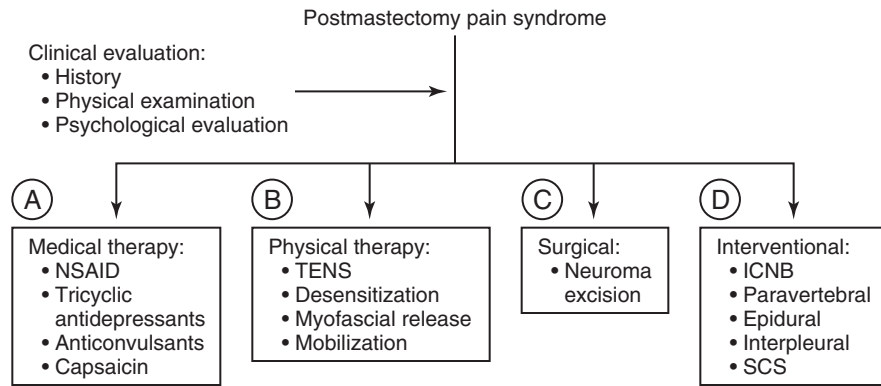 Postmastectomy pain syndrome
Clinical evaluation:
• History
• Physical examination
• Psychological evaluation
A
Medical therapy:
• NSAID
• Tricyclic
antidepressants
• Anticonvulsants
• Capsaicin
B
Physical therapy:
• TENS
• Desensitization
• Myofascial release
• Mobilization
C
Surgical:
• Neuroma
excision
D
Interventional:
• ICNB
• Paravertebral
• Epidural
• Interpleural
• SCS